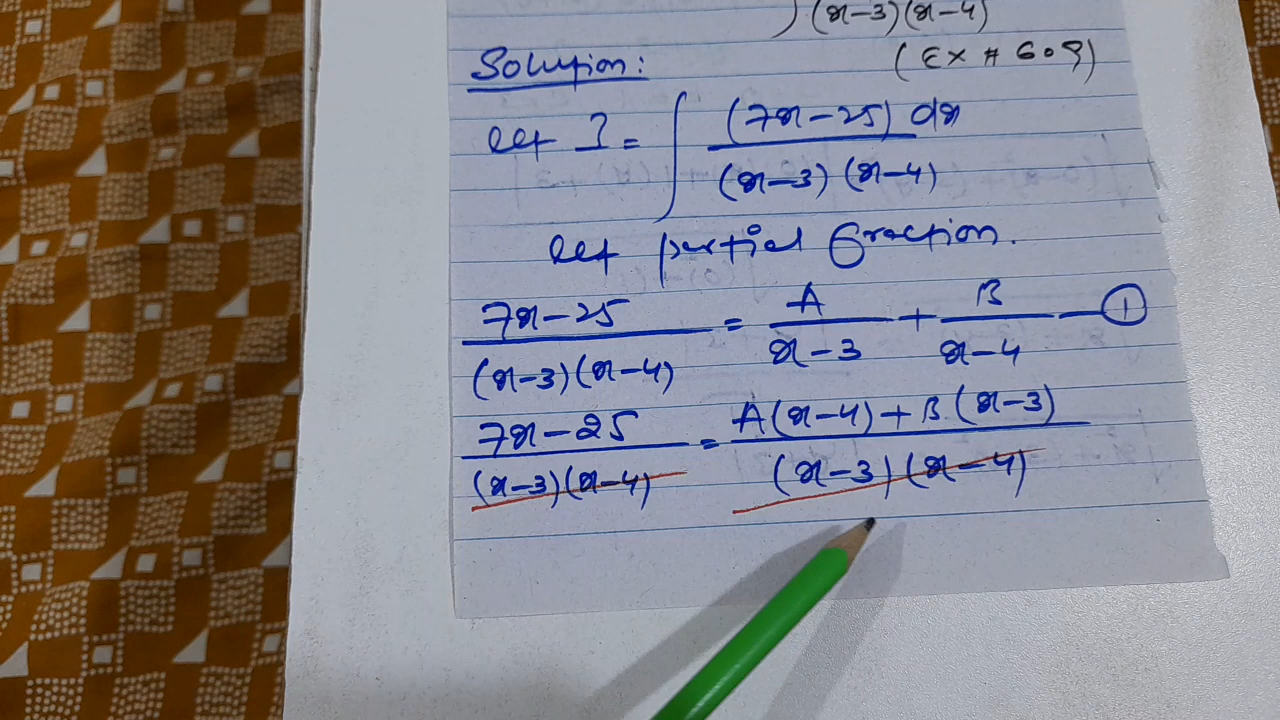 (x-3)(x-4)
(Ex # 6.9)
Solution:
let I = ∫ (7x-25) dx / (x-3)(x-4)
let partial fraction.
7x-25 / (x-3)(x-4) = A / x-3 + B / x-4 — ①
7x-25 / (x-3)(x-4) = A(x-4)+B(x-3) / (x-3)(x-4)